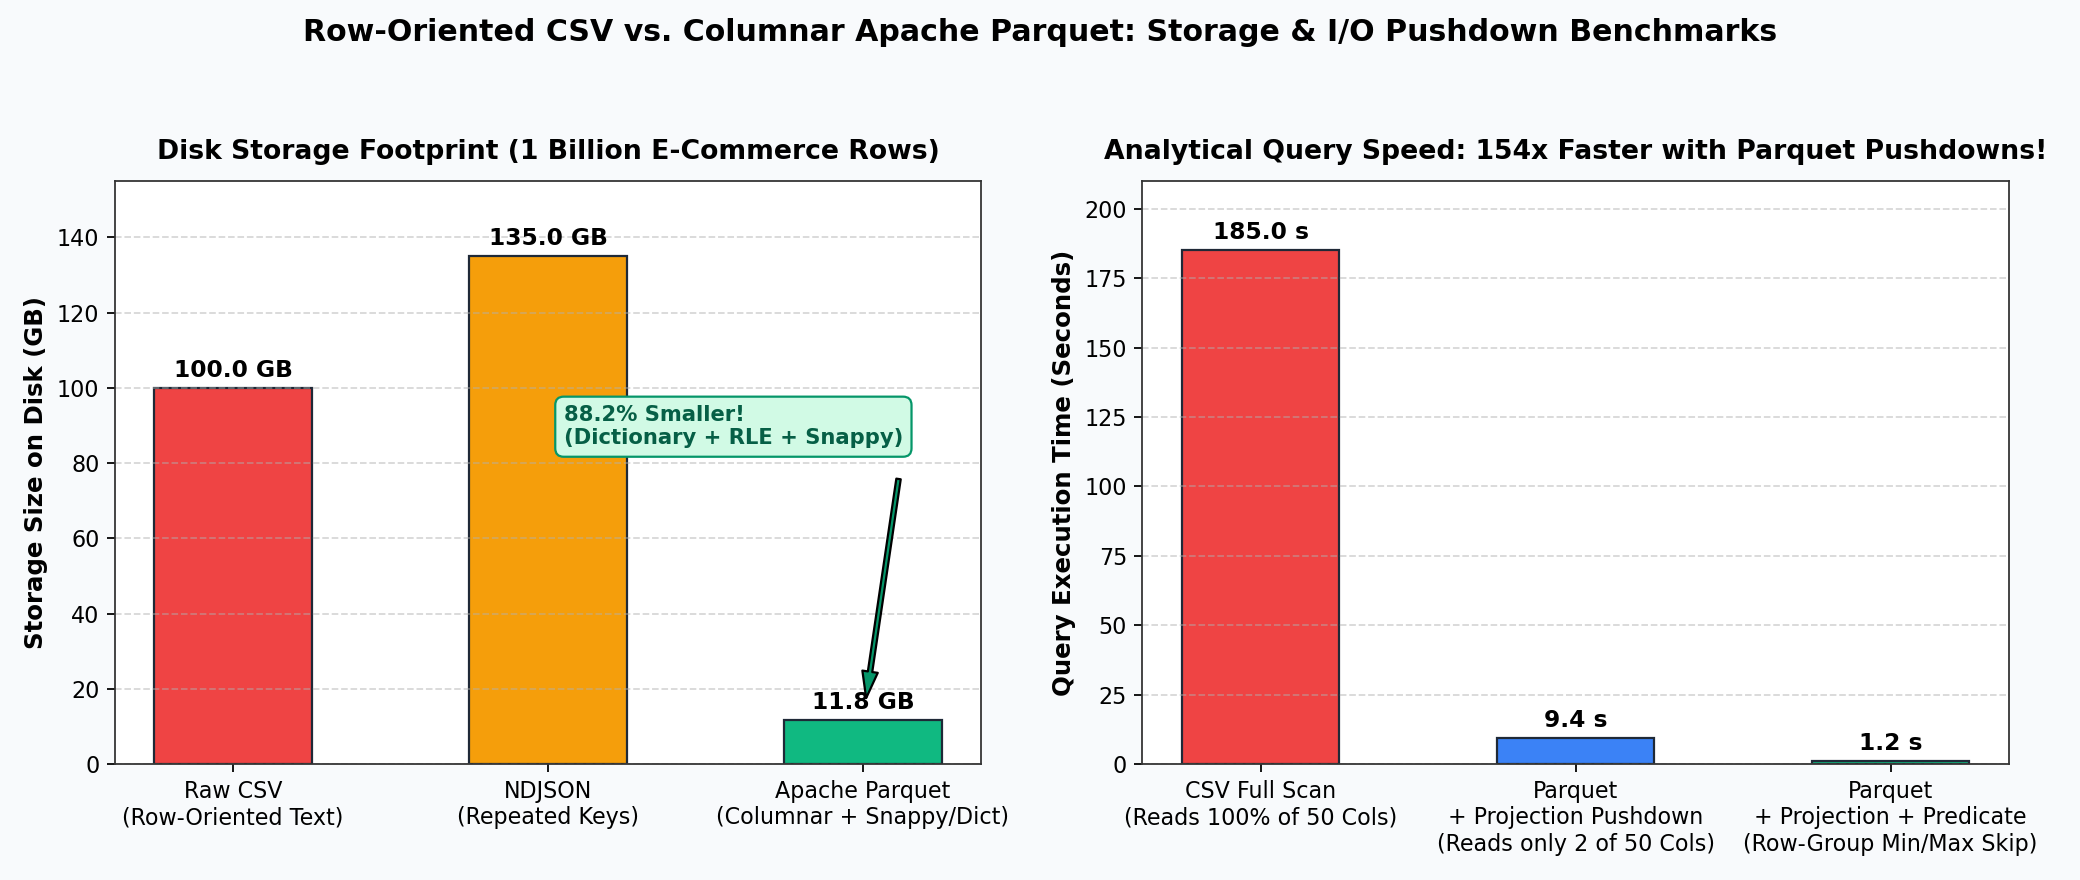 Row-Oriented CSV vs. Columnar Apache Parquet: Storage & I/O Pushdown Benchmarks
Disk Storage Footprint (1 Billion E-Commerce Rows)
Storage Size on Disk (GB)
140
120
100
80
60
40
20
0
100.0 GB
135.0 GB
88.2% Smaller!
(Dictionary + RLE + Snappy)
11.8 GB
Raw CSV
(Row-Oriented Text)
NDJSON
(Repeated Keys)
Apache Parquet
(Columnar + Snappy/Dict)
Analytical Query Speed: 154x Faster with Parquet Pushdowns!
Query Execution Time (Seconds)
200
175
150
125
100
75
50
25
0
185.0 s
9.4 s
1.2 s
CSV Full Scan
(Reads 100% of 50 Cols)
Parquet
+ Projection Pushdown
(Reads only 2 of 50 Cols)
Parquet
+ Projection + Predicate
(Row-Group Min/Max Skip)